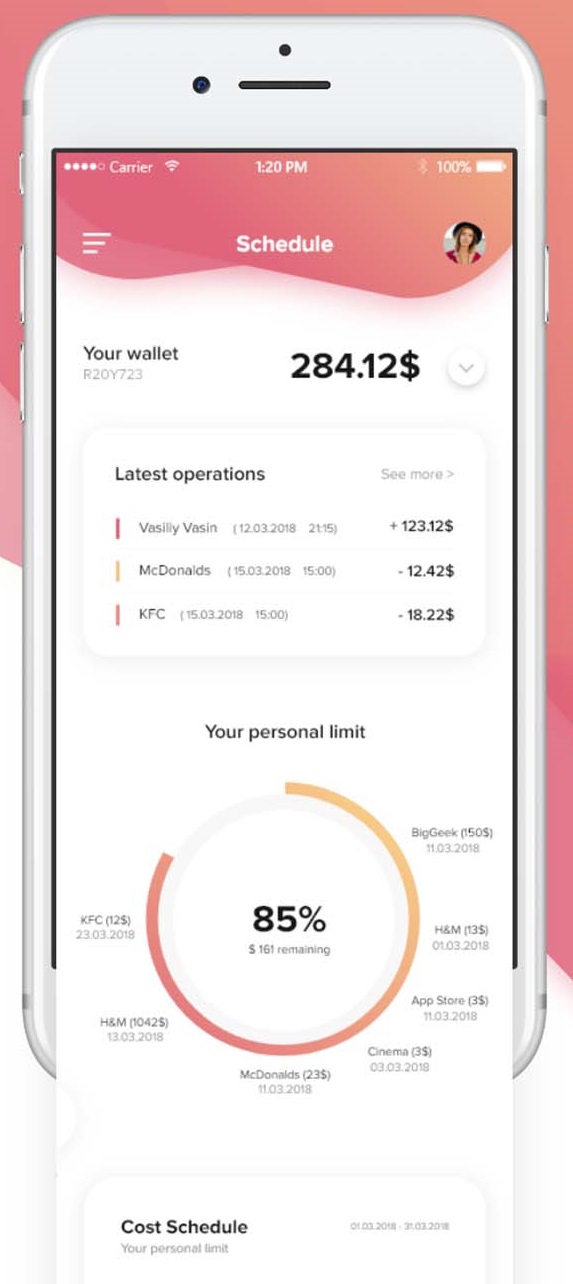 Carrier 1:20 PM 100%
Schedule
Your wallet
R20Y723
284.12$
Latest operations See more >
Vasiliy Vasin (12.03.2018 21:15) + 123.12$
McDonalds (15.03.2018 15:00) - 12.42$
KFC (15.03.2018 15:00) - 18.22$
Your personal limit
BigGeek (150$)
11.03.2018
KFC (12$)
23.03.2018
85%
$ 161 remaining
H&M (13$)
01.03.2018
App Store (3$)
11.03.2018
H&M (1042$)
13.03.2018
Cinema (3$)
03.03.2018
McDonalds (23$)
11.03.2018
Cost Schedule 01.03.2018 - 31.03.2018
Your personal limit